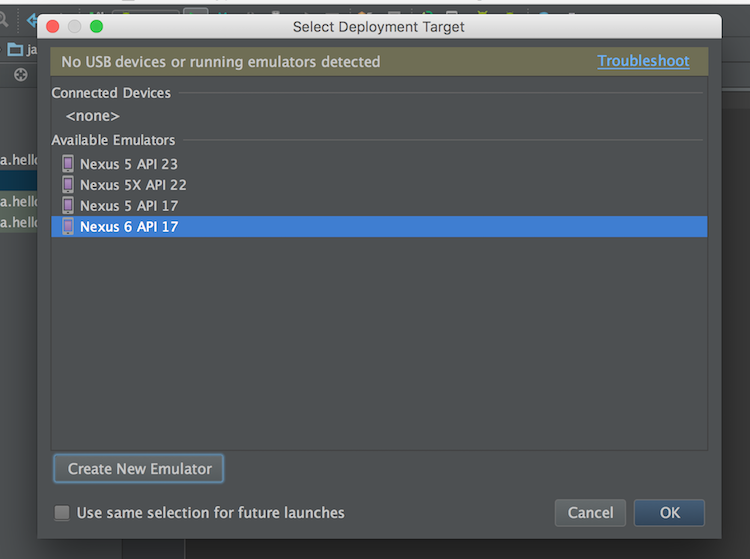 Select Deployment Target
No USB devices or running emulators detected Troubleshoot
ja
Connected Devices
<none>
Available Emulators
a.hello
Nexus 5 API 23
Nexus 5X API 22
a.hello
Nexus 5 API 17
a.hello
Nexus 6 API 17
Create New Emulator
Use same selection for future launches
Cancel OK